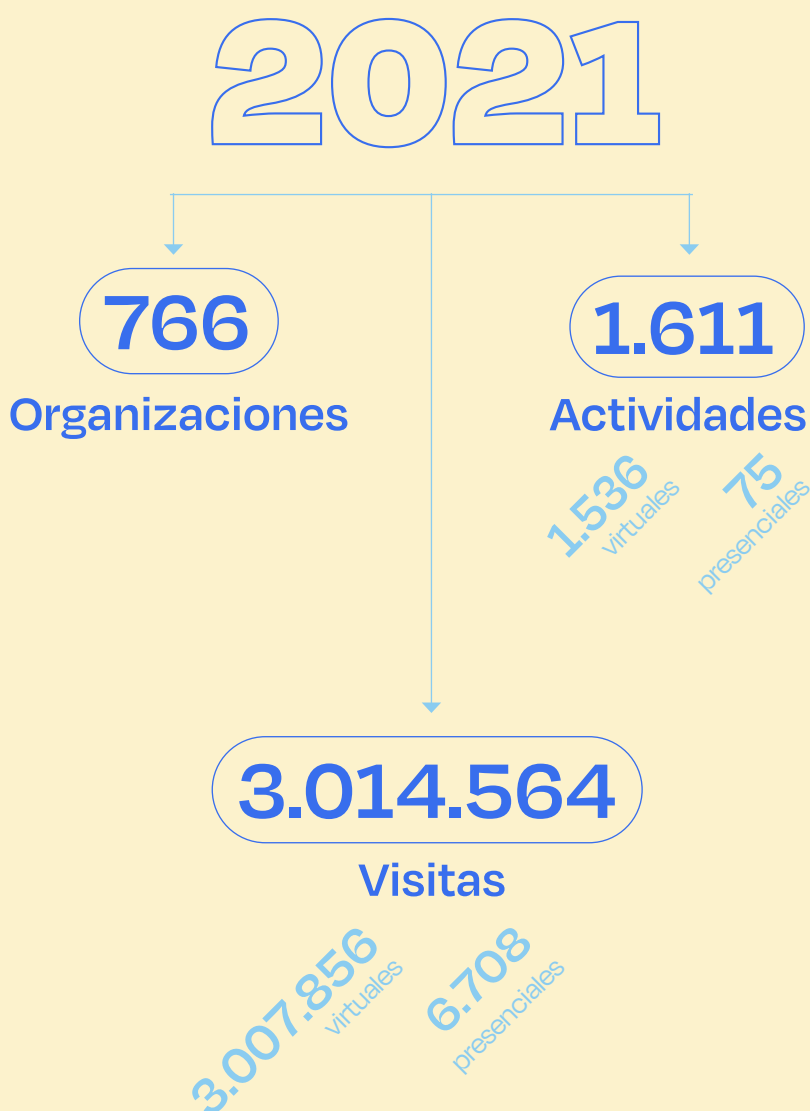 2021
766
Organizaciones
1.611
Actividades
1.536
virtuales
75
presenciales
3.014.564
Visitas
3.007.856
virtuales
6.708
presenciales